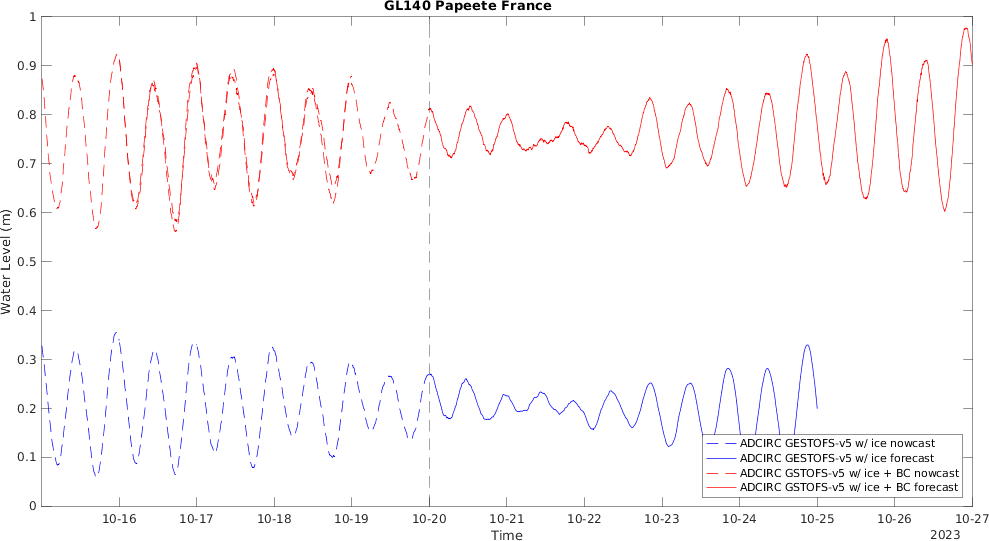 GL140 Papeete France
Water Level (m)
1
0.9
0.8
0.7
0.6
0.5
0.4
0.3
0.2
0.1
0
ADCIRC GESTOFS-v5 w/ ice nowcast
ADCIRC GESTOFS-v5 w/ ice forecast
ADCIRC GSTOFS-v5 w/ ice + BC nowcast
ADCIRC GSTOFS-v5 w/ ice + BC forecast
10-16 10-17 10-18 10-19 10-20 10-21 10-22 10-23 10-24 10-25 10-26 10-27
Time
2023